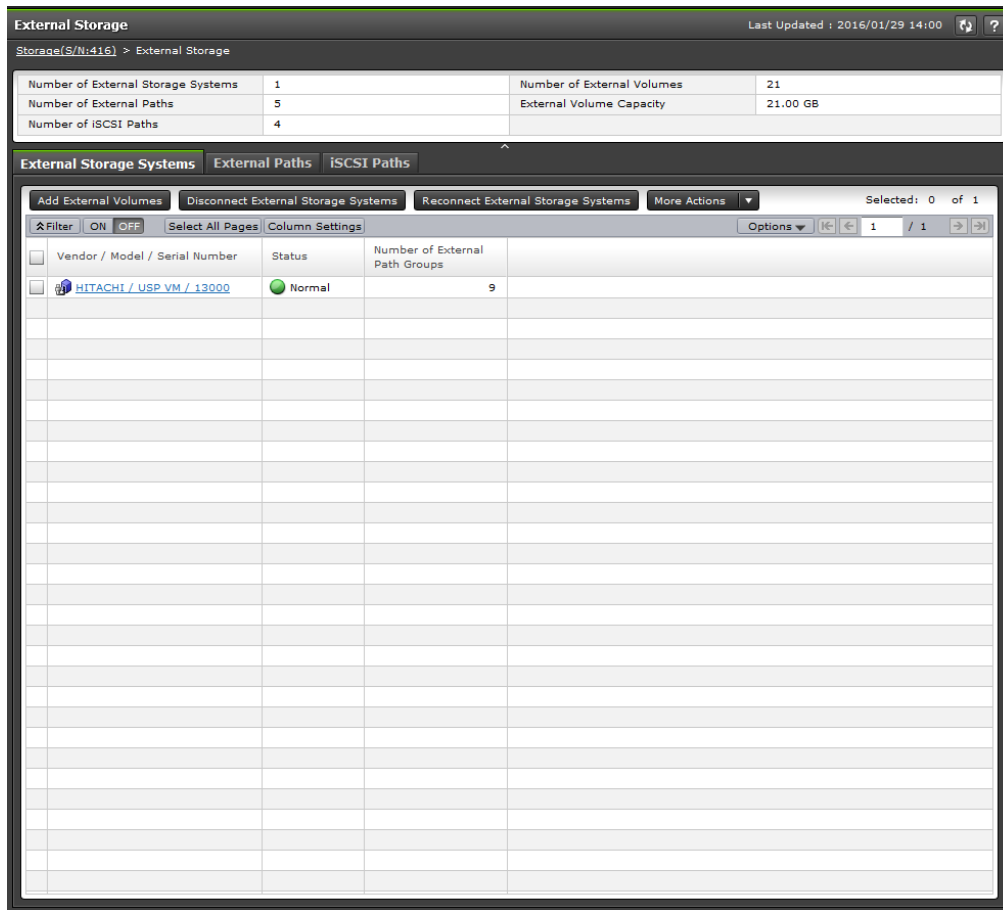 External Storage
Last Updated : 2016/01/29 14:00
?
Storage(S/N:416) > External Storage
Number of External Storage Systems 1 Number of External Volumes 21
Number of External Paths 5 External Volume Capacity 21.00 GB
Number of iSCSI Paths 4
External Storage Systems External Paths iSCSI Paths
Add External Volumes Disconnect External Storage Systems Reconnect External Storage Systems More Actions Selected: 0 of 1
Filter ON OFF Select All Pages Column Settings Options 1 / 1
Vendor / Model / Serial Number Status Number of External
Path Groups
HITACHI / USP VM / 13000 Normal 9